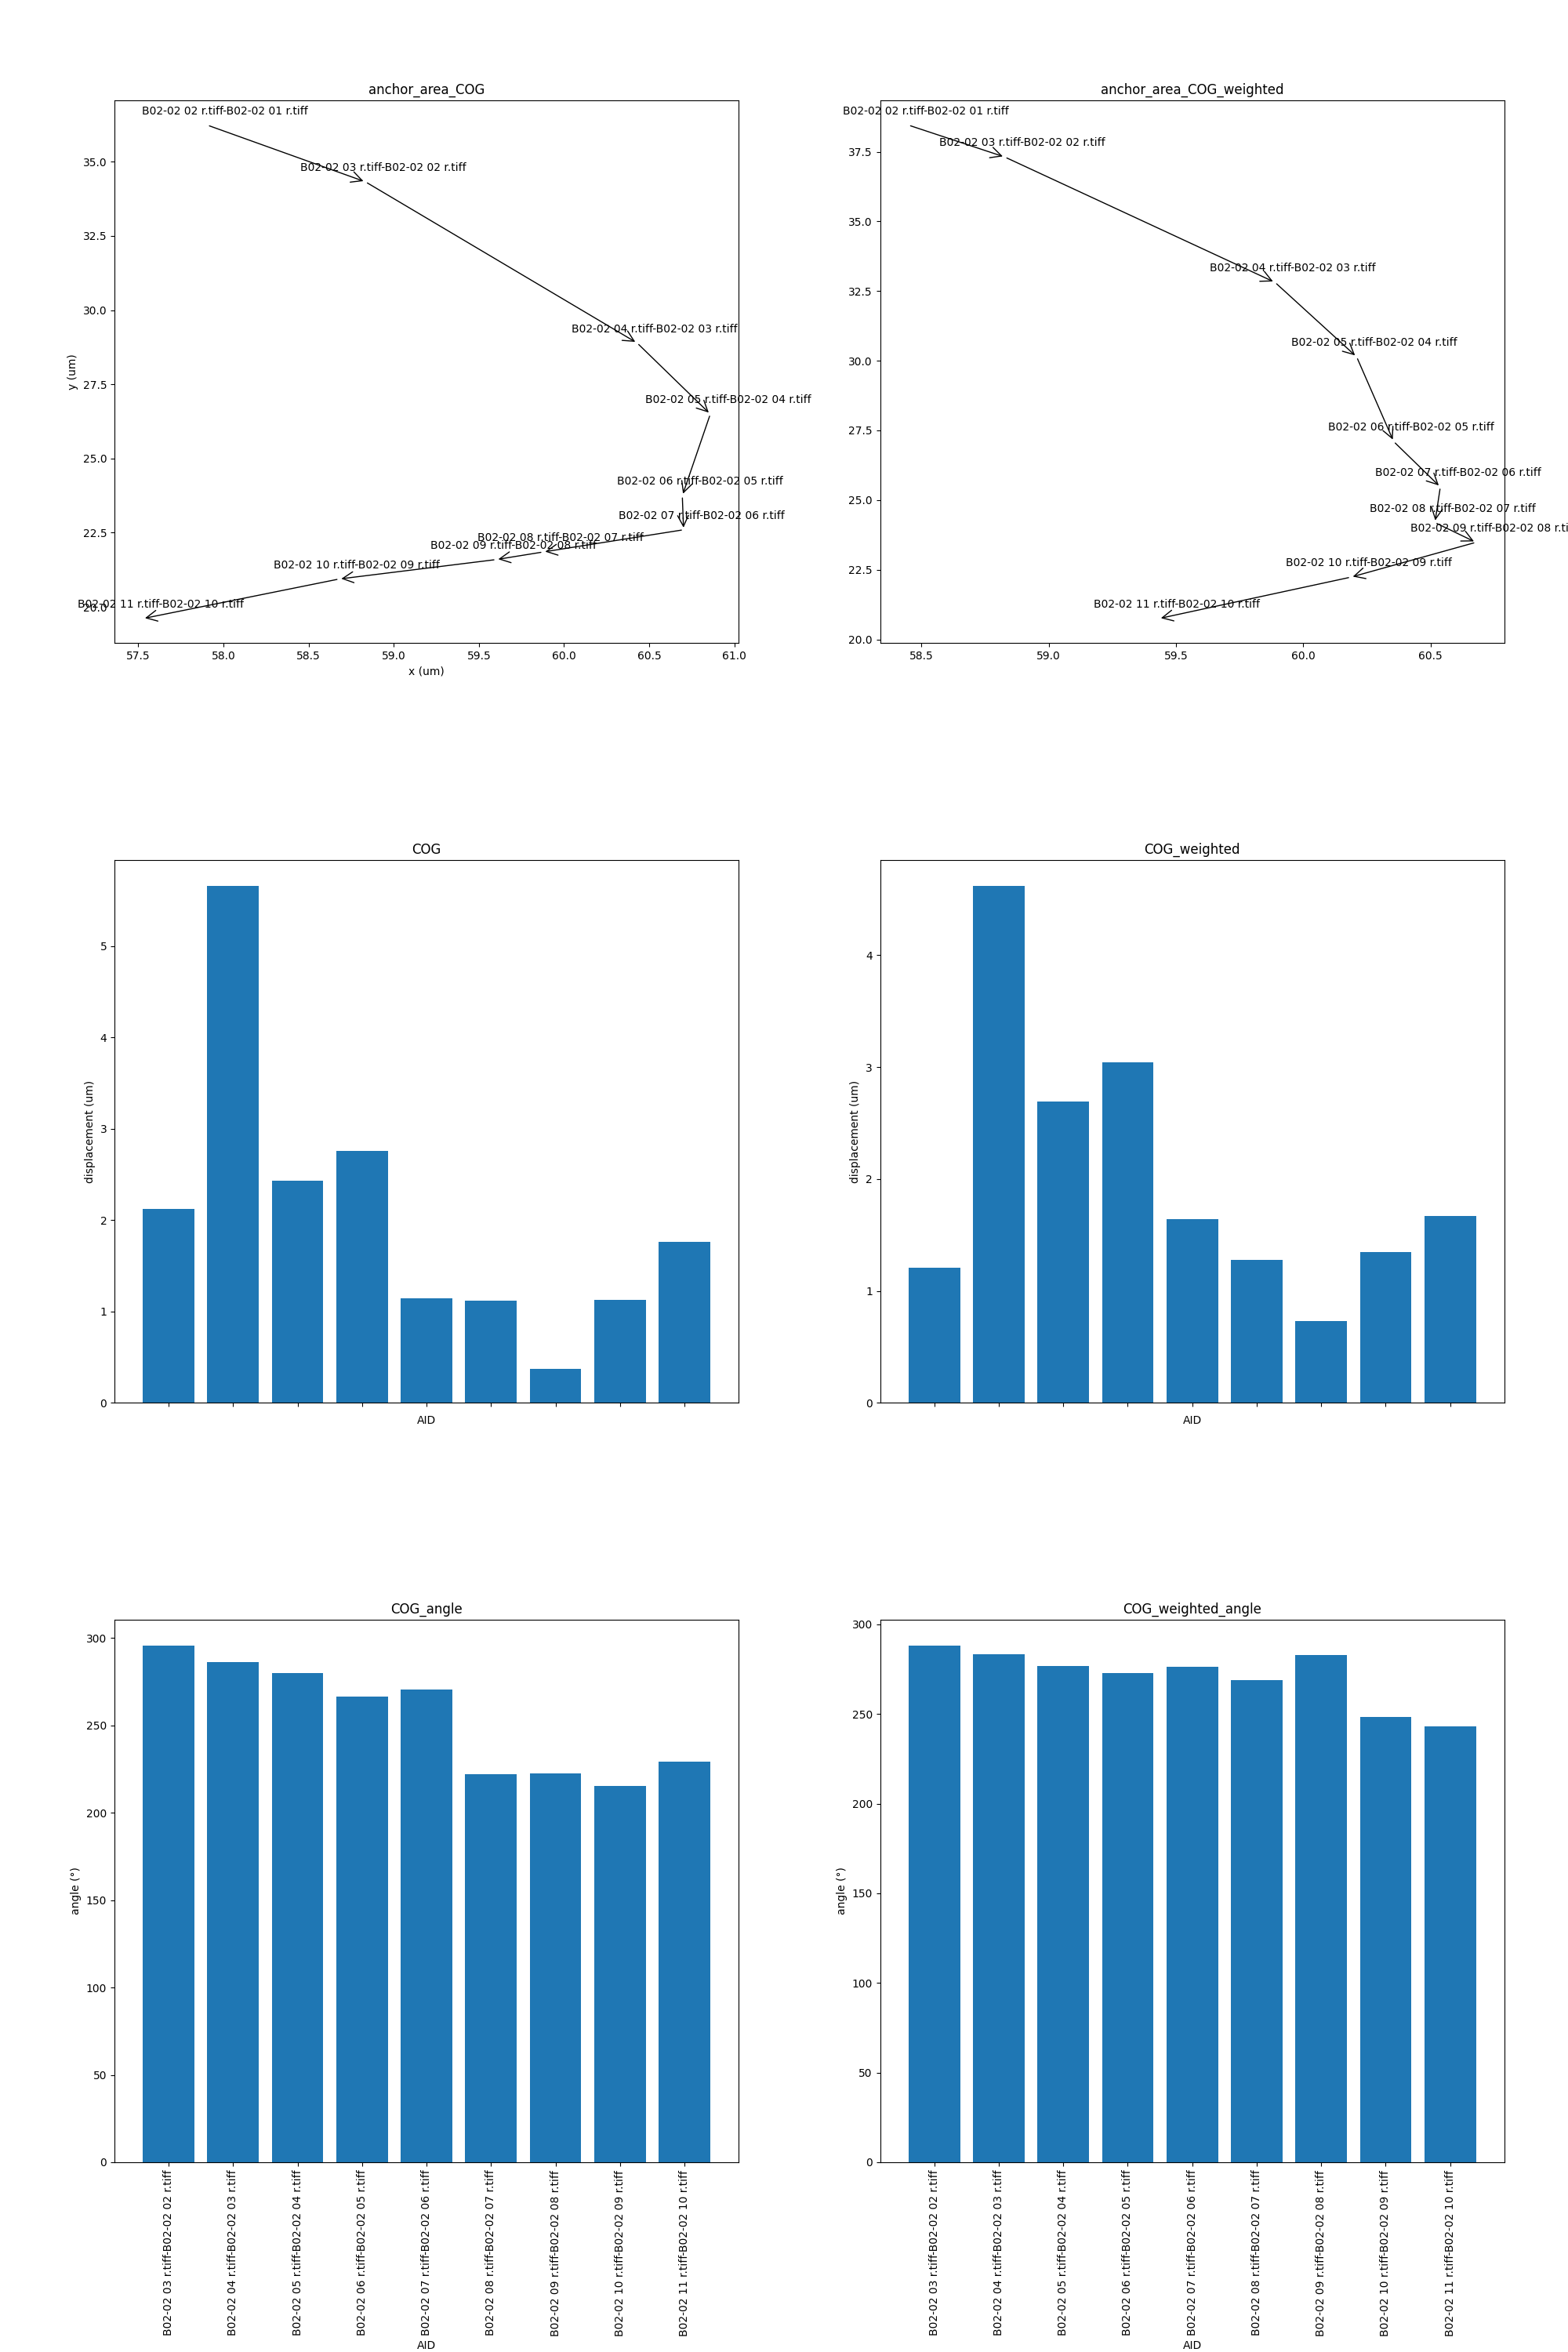 anchor_area_COG
B02-02 02 r.tiff-B02-02 01 r.tiff
B02-02 03 r.tiff-B02-02 02 r.tiff
B02-02 04 r.tiff-B02-02 03 r.tiff
B02-02 05 r.tiff-B02-02 04 r.tiff
B02-02 06 r.tiff-B02-02 05 r.tiff
B02-02 07 r.tiff-B02-02 06 r.tiff
B02-02 08 r.tiff-B02-02 07 r.tiff
B02-02 09 r.tiff-B02-02 08 r.tiff
B02-02 10 r.tiff-B02-02 09 r.tiff
B02-02 11 r.tiff-B02-02 10 r.tiff
35.0
32.5
30.0
27.5
25.0
22.5
20.0
y (um)
57.5 58.0 58.5 59.0 59.5 60.0 60.5 61.0
x (um)
anchor_area_COG_weighted
B02-02 02 r.tiff-B02-02 01 r.tiff
B02-02 03 r.tiff-B02-02 02 r.tiff
B02-02 04 r.tiff-B02-02 03 r.tiff
B02-02 05 r.tiff-B02-02 04 r.tiff
B02-02 06 r.tiff-B02-02 05 r.tiff
B02-02 07 r.tiff-B02-02 06 r.tiff
B02-02 08 r.tiff-B02-02 07 r.tiff
B02-02 09 r.tiff-B02-02 08 r.ti
B02-02 10 r.tiff-B02-02 09 r.tiff
B02-02 11 r.tiff-B02-02 10 r.tiff
37.5
35.0
32.5
30.0
27.5
25.0
22.5
20.0
58.5 59.0 59.5 60.0 60.5
COG
5
4
3
2
1
0
displacement (um)
AID
COG_weighted
4
3
2
1
0
displacement (um)
AID
COG_angle
300
250
200
150
100
50
0
angle (°)
B02-02 03 r.tiff-B02-02 02 r.tiff
B02-02 04 r.tiff-B02-02 03 r.tiff
B02-02 05 r.tiff-B02-02 04 r.tiff
B02-02 06 r.tiff-B02-02 05 r.tiff
B02-02 07 r.tiff-B02-02 06 r.tiff
B02-02 08 r.tiff-B02-02 07 r.tiff
B02-02 09 r.tiff-B02-02 08 r.tiff
B02-02 10 r.tiff-B02-02 09 r.tiff
B02-02 11 r.tiff-B02-02 10 r.tiff
AID
COG_weighted_angle
300
250
200
150
100
50
0
angle (°)
B02-02 03 r.tiff-B02-02 02 r.tiff
B02-02 04 r.tiff-B02-02 03 r.tiff
B02-02 05 r.tiff-B02-02 04 r.tiff
B02-02 06 r.tiff-B02-02 05 r.tiff
B02-02 07 r.tiff-B02-02 06 r.tiff
B02-02 08 r.tiff-B02-02 07 r.tiff
B02-02 09 r.tiff-B02-02 08 r.tiff
B02-02 10 r.tiff-B02-02 09 r.tiff
B02-02 11 r.tiff-B02-02 10 r.tiff
AID